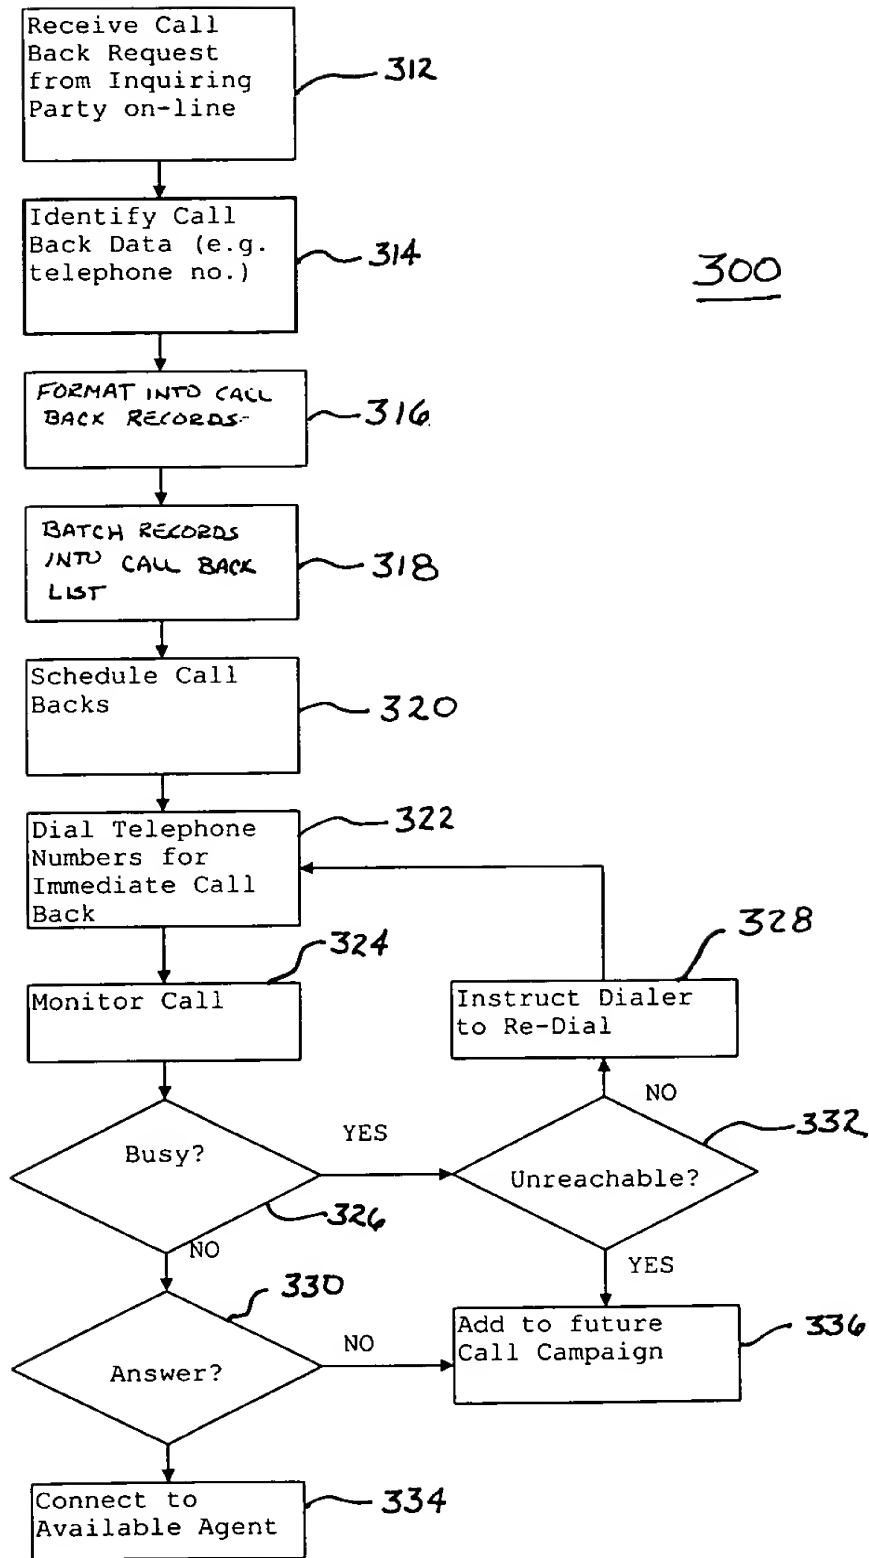 Receive Call
Back Request
from Inquiring
Party on-line
312
Identify Call
Back Data (e.g.
telephone no.)
314
300
FORMAT INTO CALL
BACK RECORDS
316
BATCH RECORDS
INTO CALL BACK
LIST
318
Schedule Call
Backs
320
Dial Telephone
Numbers for
Immediate Call
Back
322
324
Monitor Call
328
Instruct Dialer
to Re-Dial
NO
332
YES
Busy?
Unreachable?
326
NO
YES
330
Answer?
NO
Add to future
Call Campaign
336
Connect to
Available Agent
334